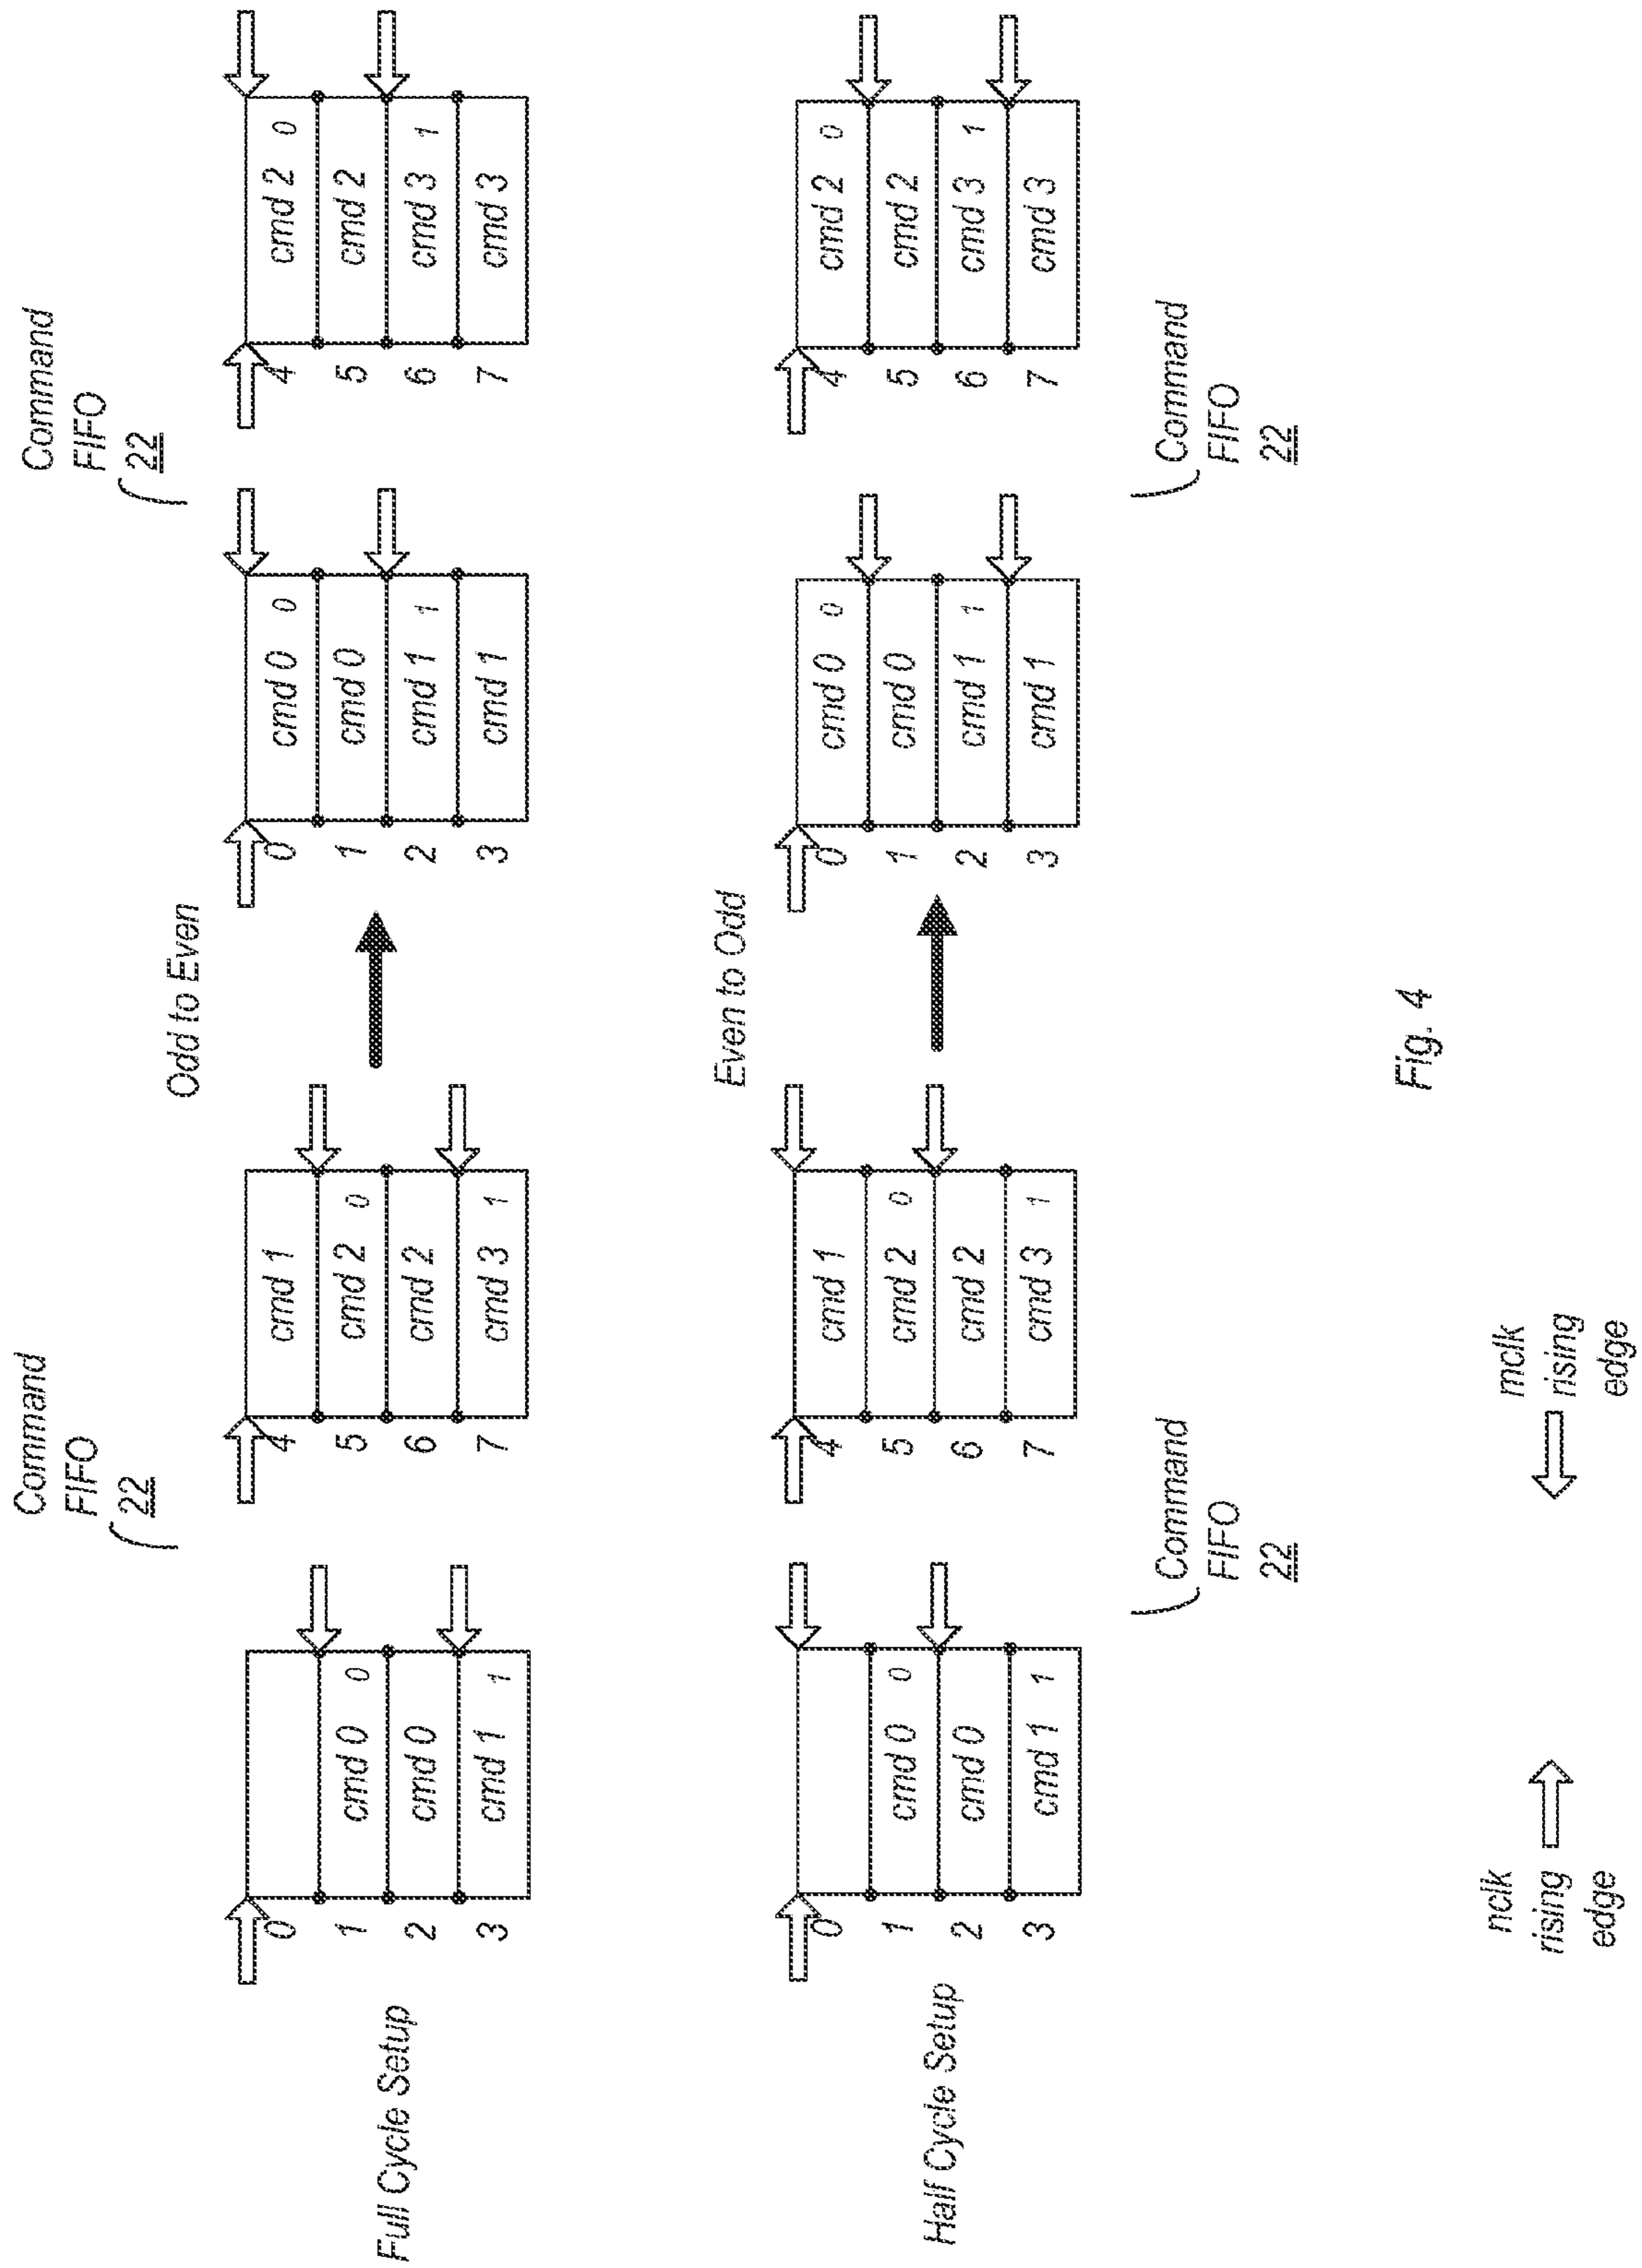 Command
FIFO
22
Command
FIFO
22
Odd to Even
Full Cycle Setup
0
1 cmd 0 0
2 cmd 0
3 cmd 1 1
4 cmd 1
5 cmd 2 0
6 cmd 2
7 cmd 3 1
0 cmd 0 0
1 cmd 0
2 cmd 1 1
3 cmd 1
4 cmd 2 0
5 cmd 2
6 cmd 3 1
7 cmd 3
Even to Odd
Half Cycle Setup
0
1 cmd 0 0
2 cmd 0
3 cmd 1 1
4 cmd 1
5 cmd 2 0
6 cmd 2
7 cmd 3 1
0 cmd 0 0
1 cmd 0
2 cmd 1 1
3 cmd 1
4 cmd 2 0
5 cmd 2
6 cmd 3 1
7 cmd 3
Command
FIFO
22
Command
FIFO
22
Fig. 4
nclk
rising
edge
mclk
rising
edge